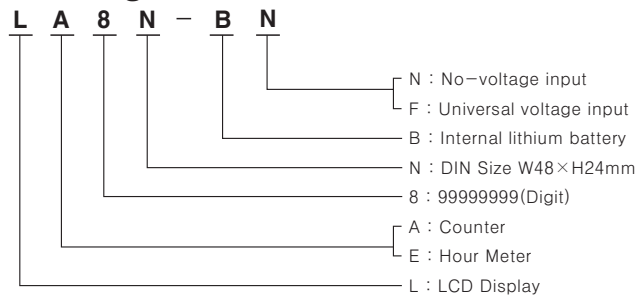 L A 8 N - B N
N : No-voltage input
F : Universal voltage input
B : Internal lithium battery
N : DIN Size W48×H24mm
8 : 99999999(Digit)
A : Counter
E : Hour Meter
L : LCD Display